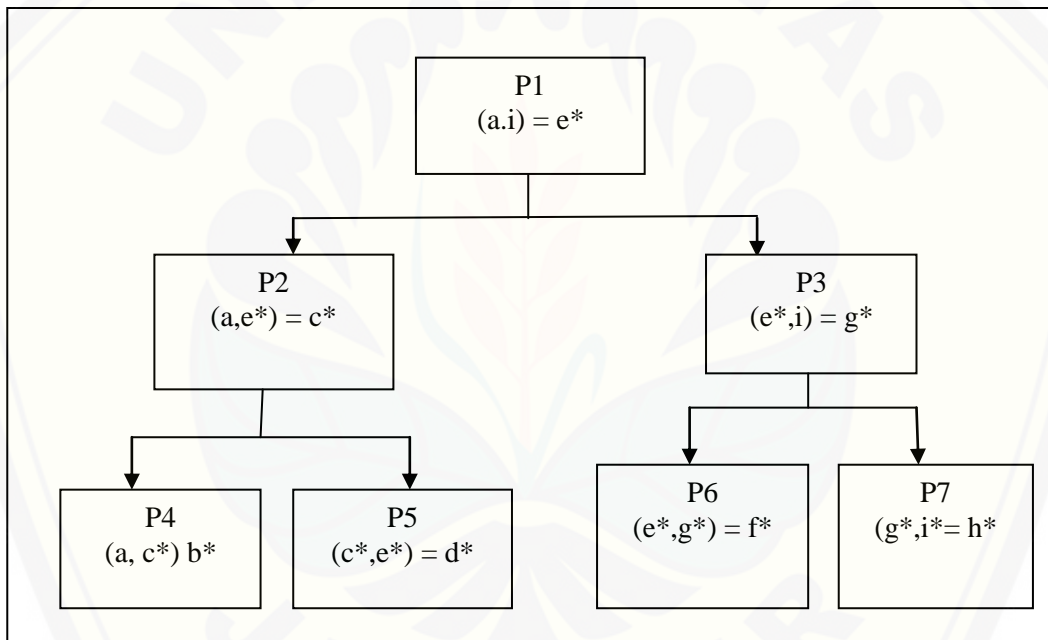 P1
(a.i) = e*
P2
(a,e*) = c*
P3
(e*,i) = g*
P4
(a, c*) b*
P5
(c*,e*) = d*
P6
(e*,g*) = f*
P7
(g*,i*= h*